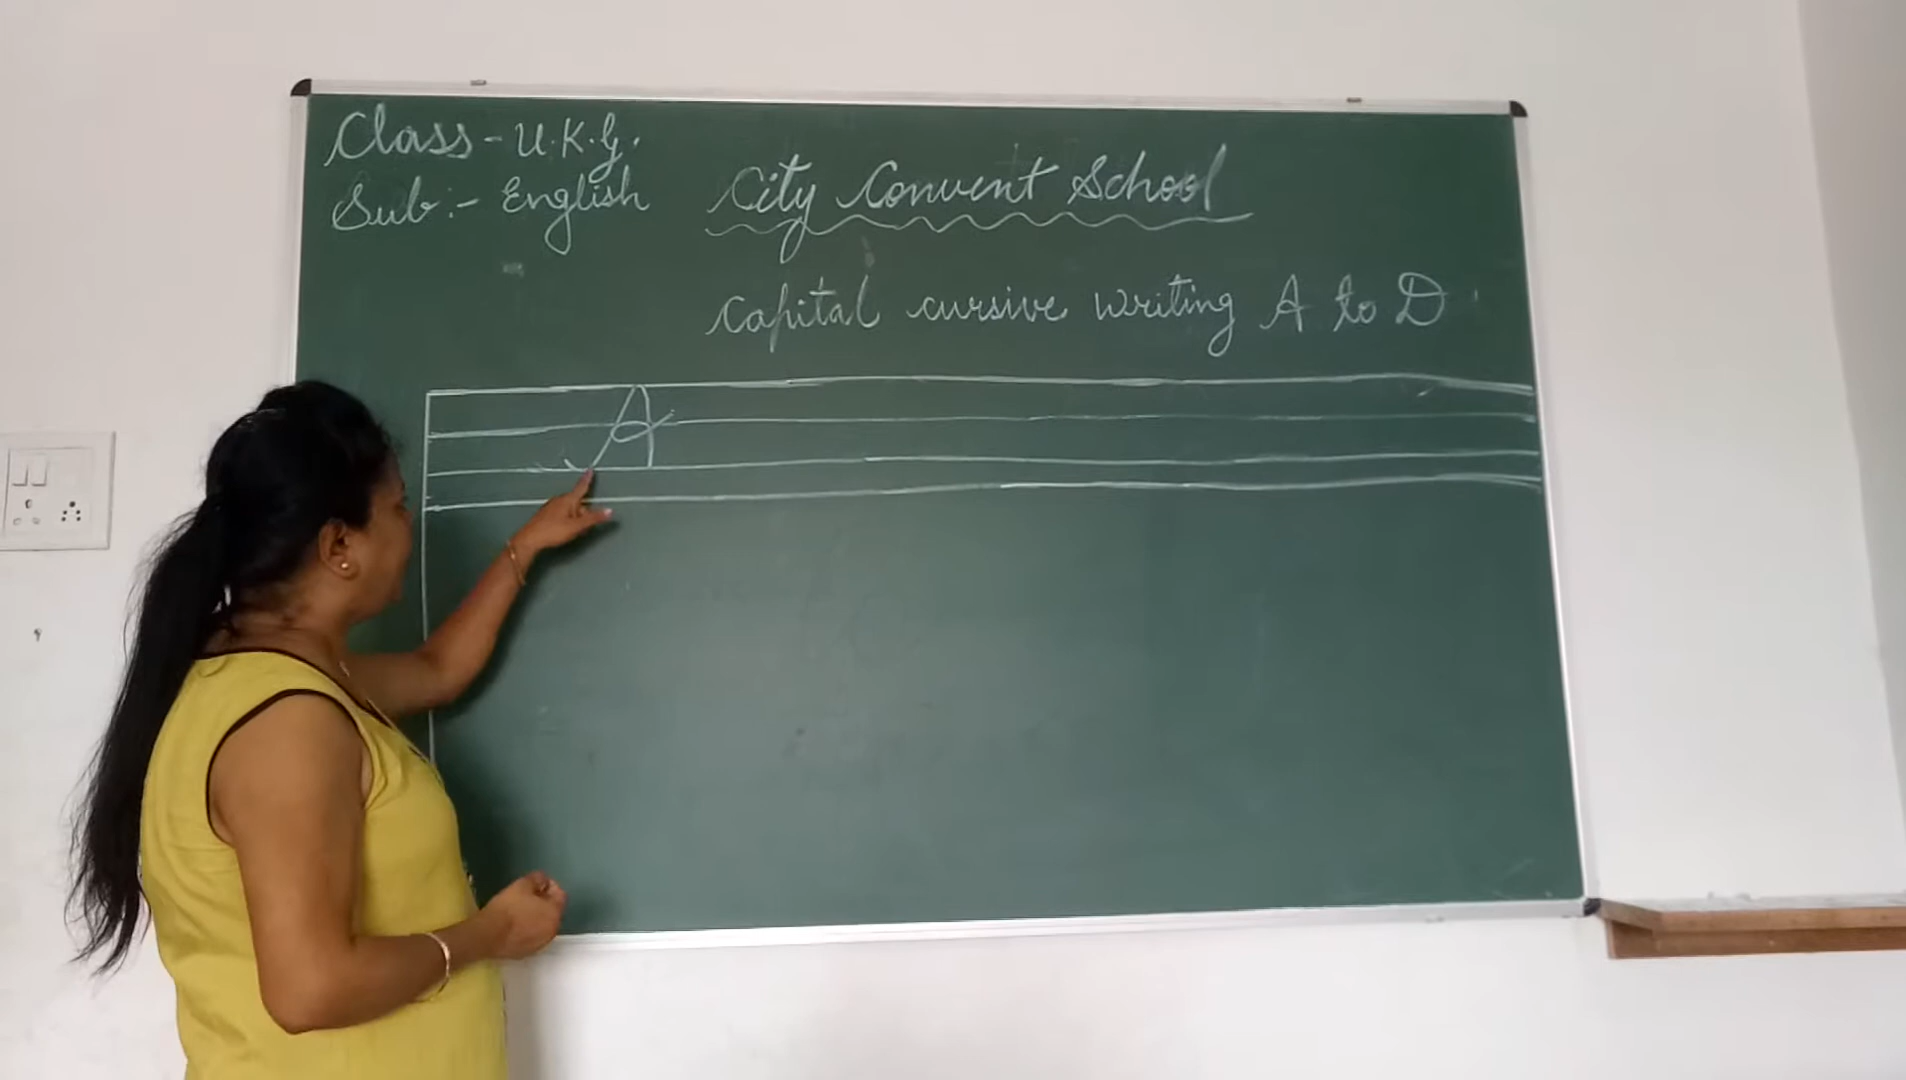 Class - U.K.G.
Sub :- English
City Convent School
Capital cursive writing A to D
A